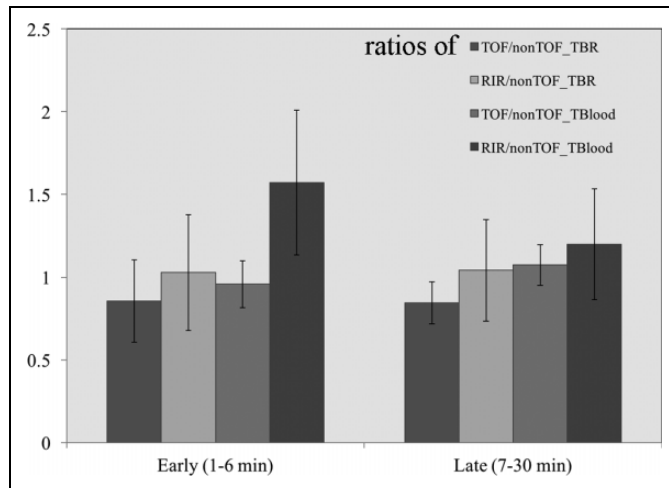 2.5
ratios of
TOF/nonTOF_TBR
RIR/nonTOF_TBR
2
TOF/nonTOF_TBlood
RIR/nonTOF_TBlood
1.5
1
0.5
0
Early (1-6 min)
Late (7-30 min)